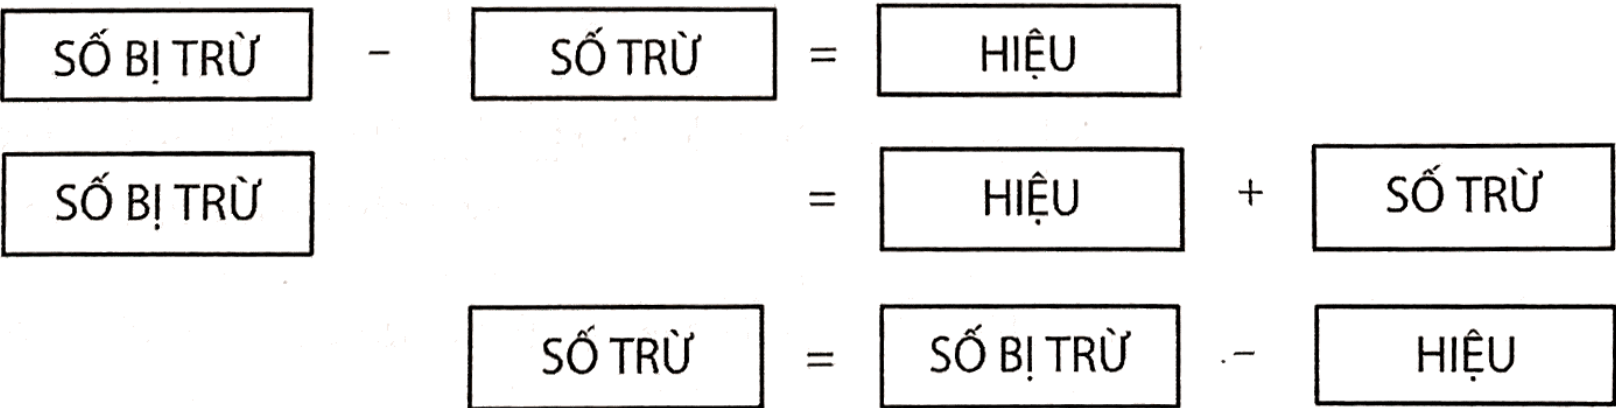 SỐ BỊ TRỪ - SỐ TRỪ = HIỆU
SỐ BỊ TRỪ = HIỆU + SỐ TRỪ
SỐ TRỪ = SỐ BỊ TRỪ - HIỆU